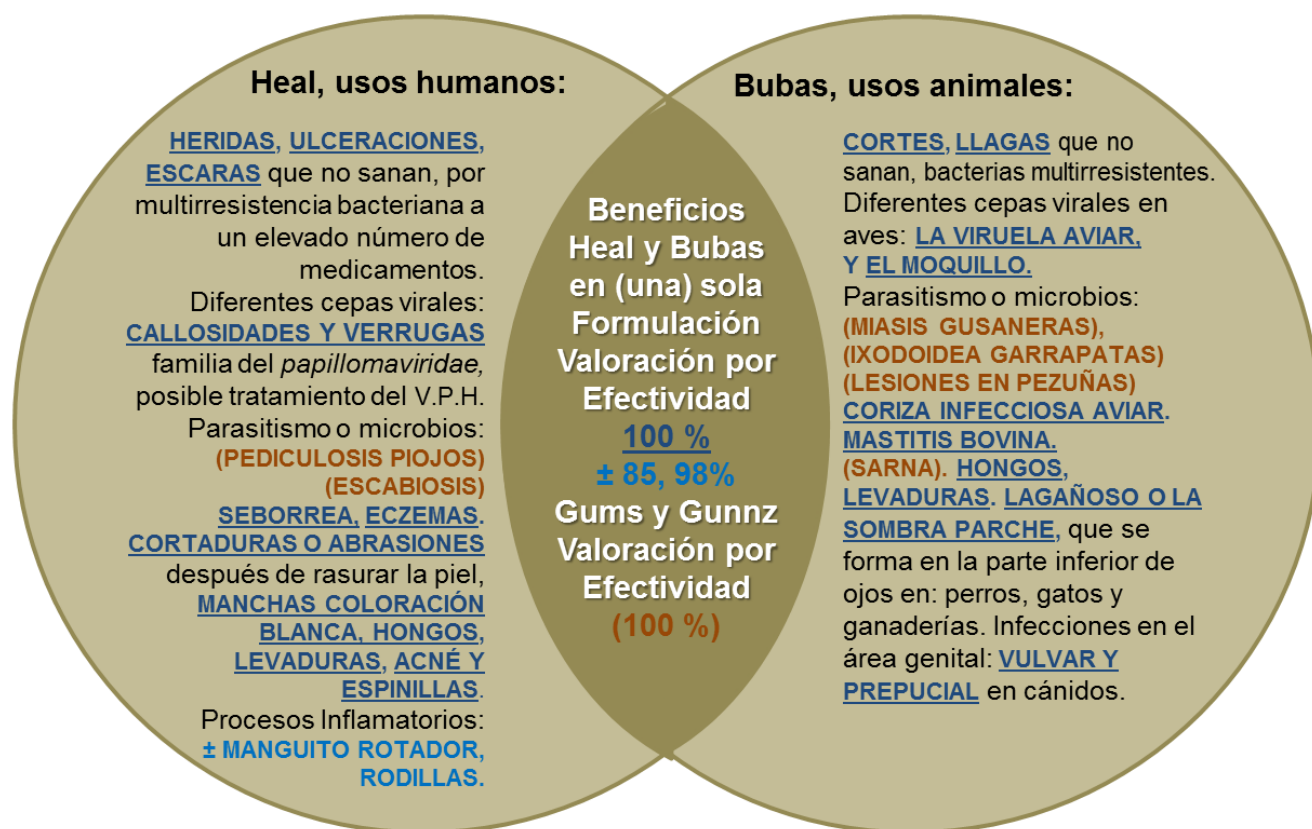 Heal, usos humanos:
HERIDAS, ULCERACIONES,
ESCARAS que no sanan, por
multirresistencia bacteriana a
un elevado número de
medicamentos.
Diferentes cepas virales:
CALLOSIDADES Y VERRUGAS
familia del papillomaviridae,
posible tratamiento del V.P.H.
Parasitismo o microbios:
(PEDICULOSIS PIOJOS)
(ESCABIOSIS)
SEBORREA, ECZEMAS.
CORTADURAS O ABRASIONES
después de rasurar la piel,
MANCHAS COLORACIÓN
BLANCA, HONGOS,
LEVADURAS, ACNÉ Y
ESPINILLAS.
Procesos Inflamatorios:
± MANGUITO ROTADOR,
RODILLAS.
Beneficios
Heal y Bubas
en (una) sola
Formulación
Valoración por
Efectividad
100 %
± 85, 98%
Gums y Gunnz
Valoración por
Efectividad
(100 %)
Bubas, usos animales:
CORTES, LLAGAS que no
sanan, bacterias multirresistentes.
Diferentes cepas virales en
aves: LA VIRUELA AVIAR,
Y EL MOQUILLO.
Parasitismo o microbios:
(MIASIS GUSANERAS),
(IXODOIDEA GARRAPATAS)
(LESIONES EN PEZUÑAS)
CORIZA INFECCIOSA AVIAR.
MASTITIS BOVINA.
(SARNA). HONGOS,
LEVADURAS. LAGAÑOSO O LA
SOMBRA PARCHE, que se
forma en la parte inferior de
ojos en: perros, gatos y
ganaderías. Infecciones en el
área genital: VULVAR Y
PREPUCIAL en cánidos.